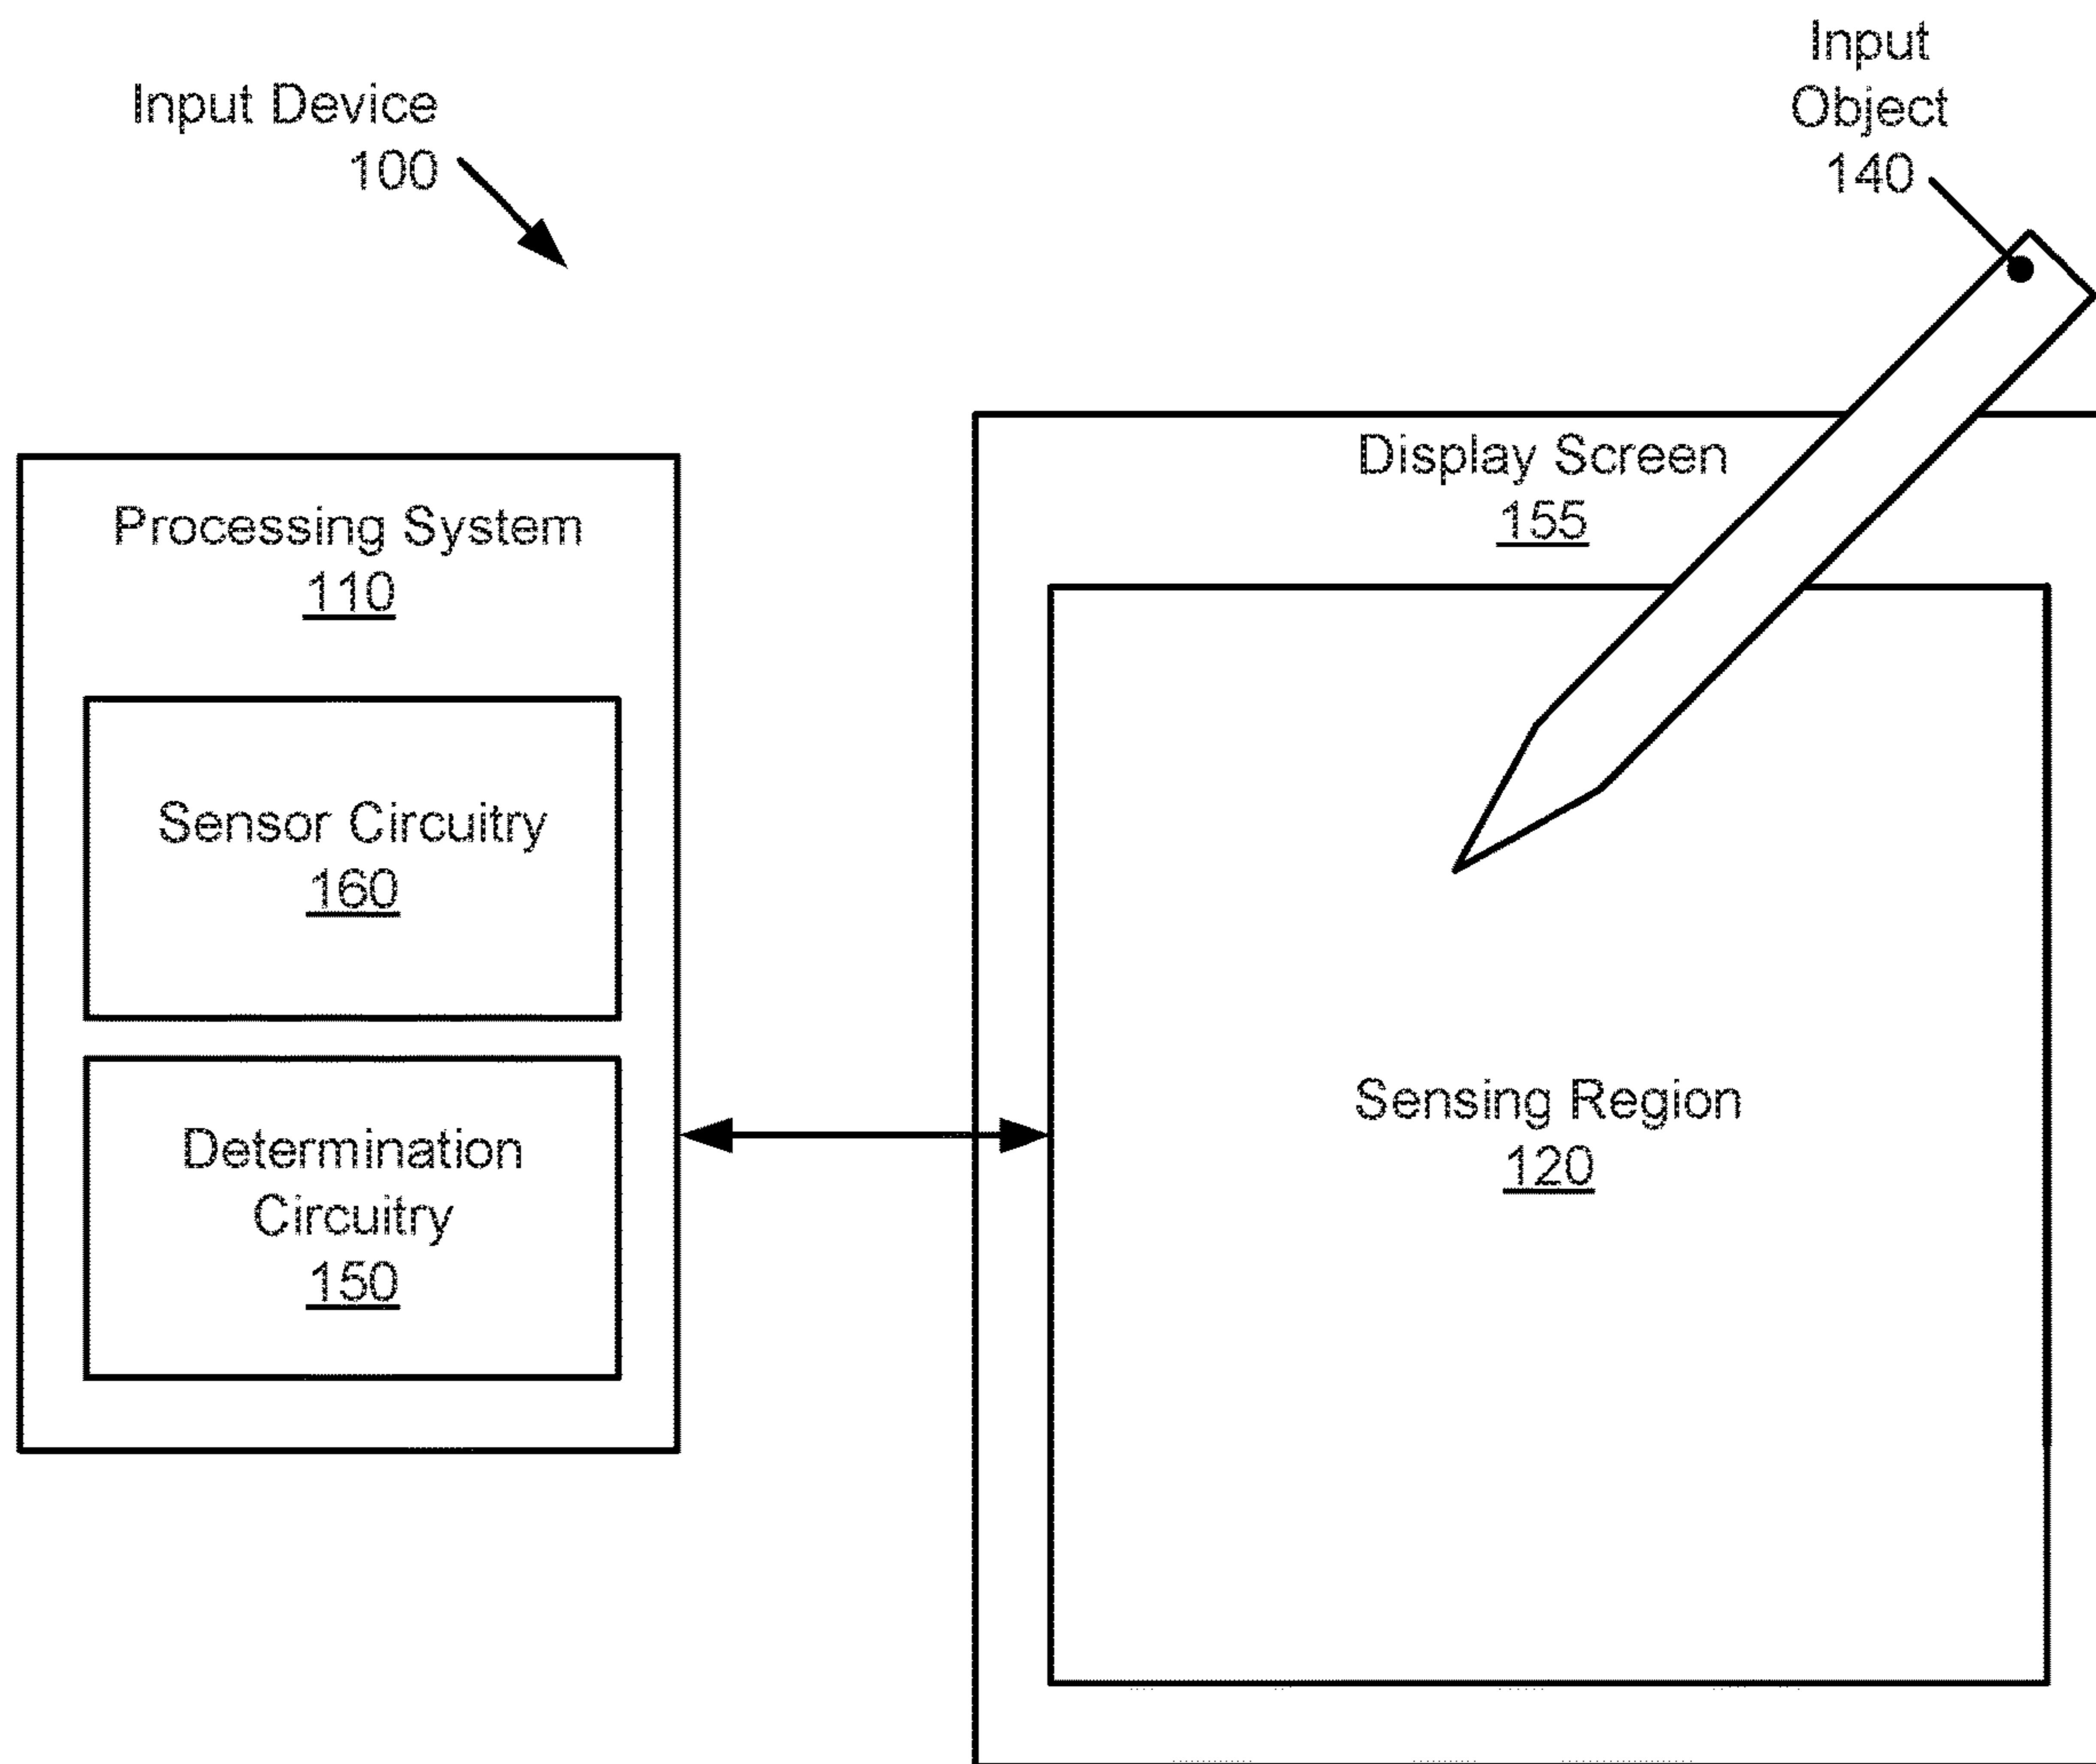 Input Device
100
Input
Object
140
Processing System
110
Sensor Circuitry
160
Determination
Circuitry
150
Display Screen
155
Sensing Region
120